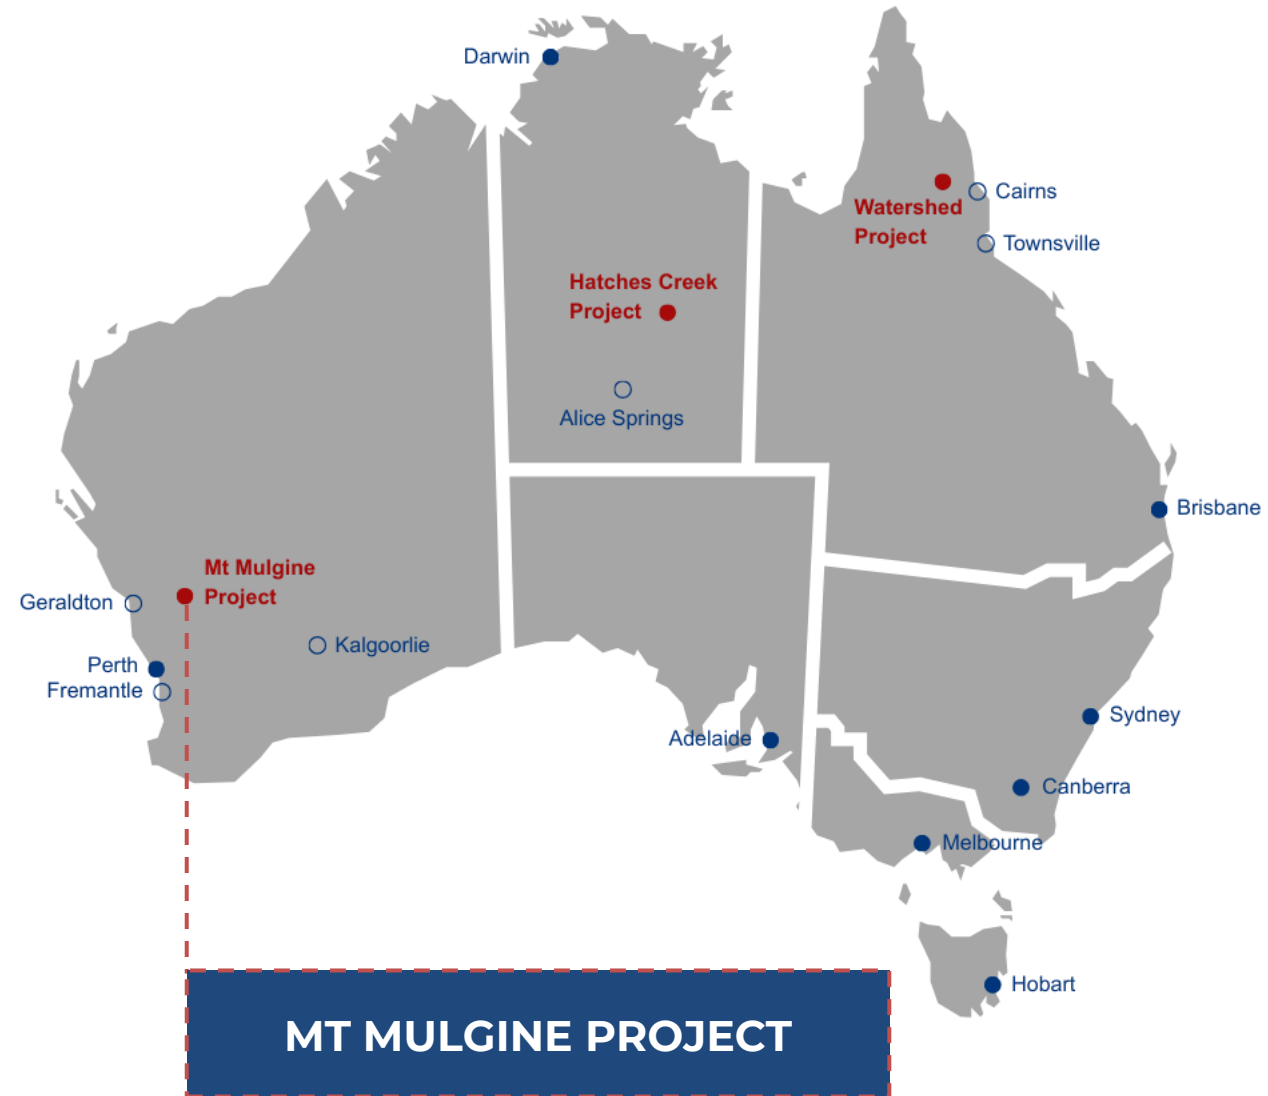 Darwin
Cairns
Watershed
Project
Townsville
Hatches Creek
Project
Alice Springs
Brisbane
Mt Mulgine
Project
Geraldton
Kalgoorlie
Perth
Fremantle
Sydney
Adelaide
Canberra
Melbourne
Hobart
MT MULGINE PROJECT